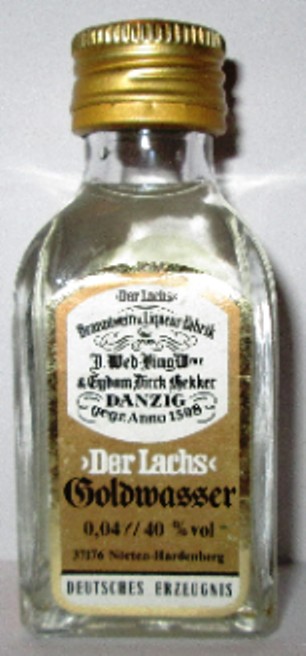 ›Der Lachs‹
Branntwein & Liqueur Fabrik
J. Wed-Ling Wwe
& Eydam Dirck Hekker
DANZIG
gegr. Anno 1598
›Der Lachs‹
Goldwasser
0,04 l / 40 % vol
37176 Nörten-Hardenberg
DEUTSCHES ERZEUGNIS